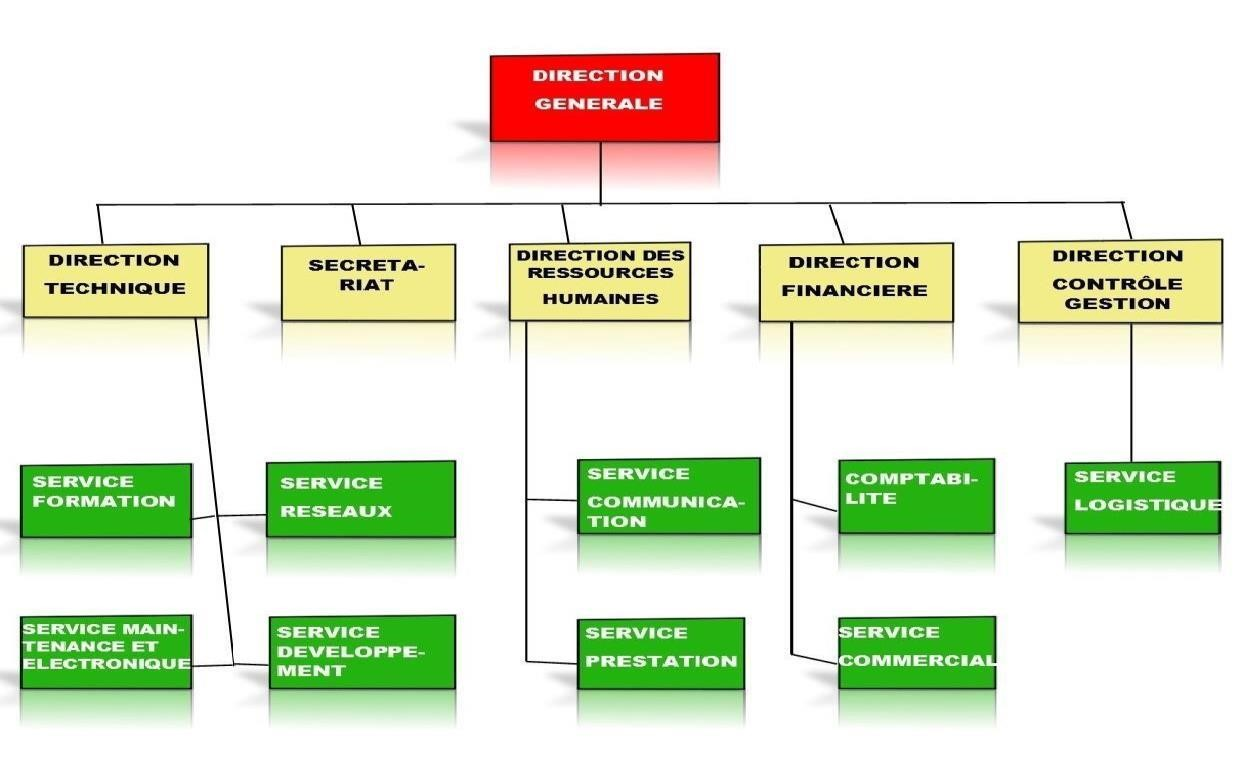 DIRECTION
GENERALE
DIRECTION
TECHNIQUE
SECRETA-
RIAT
DIRECTION DES
RESSOURCES
HUMAINES
DIRECTION
FINANCIERE
DIRECTION
CONTRÔLE
GESTION
SERVICE
FORMATION
SERVICE
RESEAUX
SERVICE
COMMUNICA-
TION
COMPTABI-
LITE
SERVICE
LOGISTIQUE
SERVICE MAIN-
TENANCE ET
ELECTRONIQUE
SERVICE
DEVELOPPE-
MENT
SERVICE
PRESTATION
SERVICE
COMMERCIAL